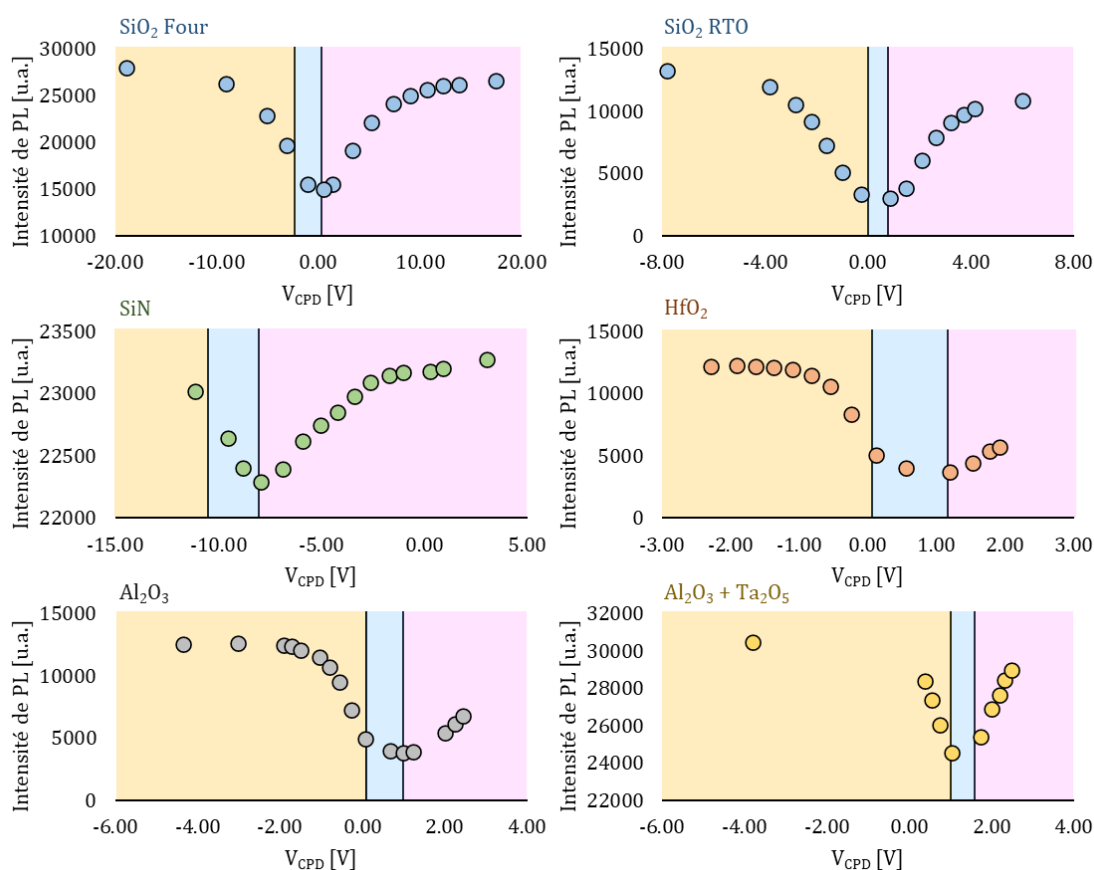 SiO₂ Four
Intensité de PL [u.a.]
30000
25000
20000
15000
10000
-20.00 -10.00 0.00 10.00 20.00
V_CPD [V]
SiO₂ RTO
Intensité de PL [u.a.]
15000
10000
5000
0
-8.00 -4.00 0.00 4.00 8.00
V_CPD [V]
SiN
Intensité de PL [u.a.]
23500
23000
22500
22000
-15.00 -10.00 -5.00 0.00 5.00
V_CPD [V]
HfO₂
Intensité de PL [u.a.]
15000
10000
5000
0
-3.00 -2.00 -1.00 0.00 1.00 2.00 3.00
V_CPD [V]
Al₂O₃
Intensité de PL [u.a.]
15000
10000
5000
0
-6.00 -4.00 -2.00 0.00 2.00 4.00
V_CPD [V]
Al₂O₃ + Ta₂O₅
Intensité de PL [u.a.]
32000
30000
28000
26000
24000
22000
-6.00 -4.00 -2.00 0.00 2.00 4.00
V_CPD [V]